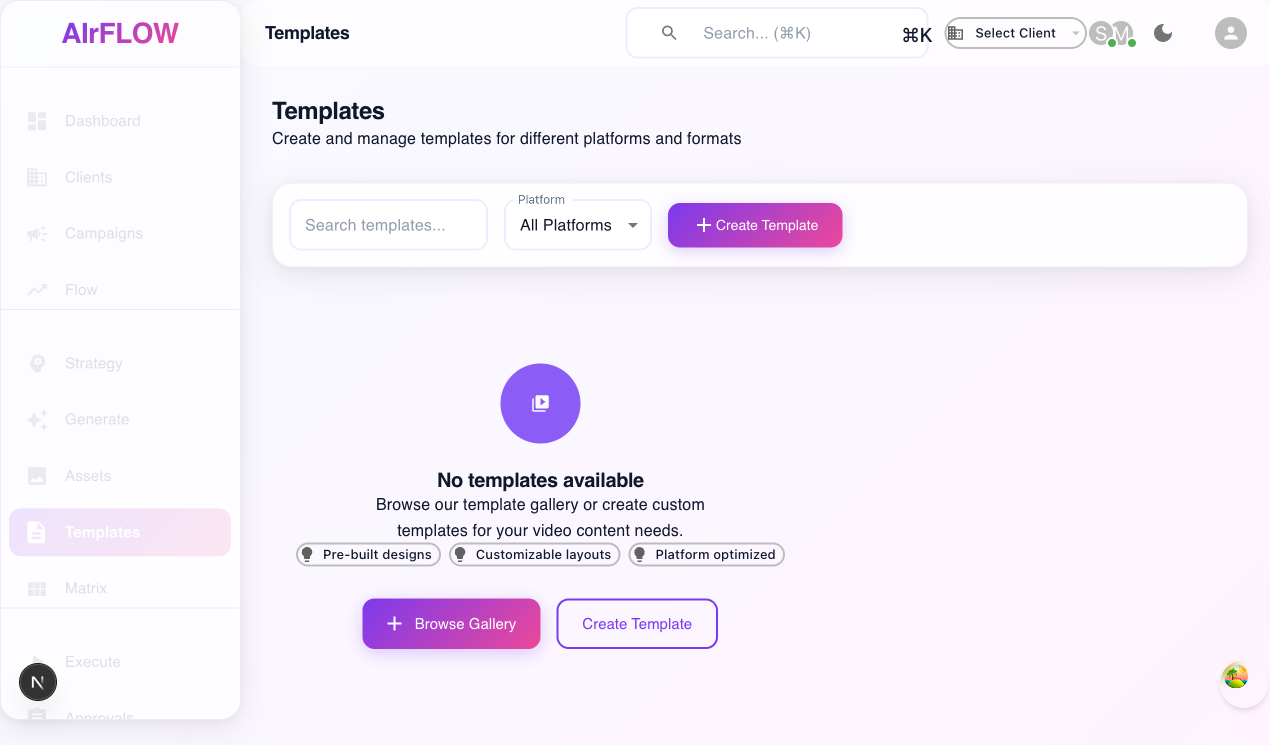 AIrFLOW
Templates
Search... (⌘K)
⌘K
Select Client
S
M
Dashboard
Clients
Campaigns
Flow
Strategy
Generate
Assets
Templates
Matrix
Execute
Approvals
N
Templates
Create and manage templates for different platforms and formats
Search templates...
Platform
All Platforms
Create Template
No templates available
Browse our template gallery or create custom
templates for your video content needs.
Pre-built designs
Customizable layouts
Platform optimized
Browse Gallery
Create Template